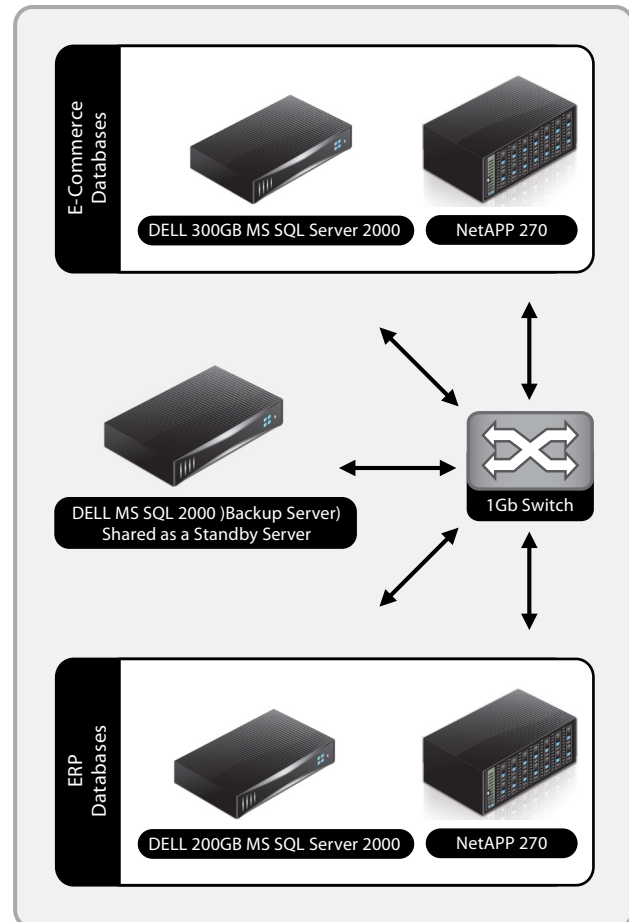 E-Commerce
Databases
DELL 300GB MS SQL Server 2000
NetAPP 270
DELL MS SQL 2000 )Backup Server)
Shared as a Standby Server
1Gb Switch
ERP
Databases
DELL 200GB MS SQL Server 2000
NetAPP 270